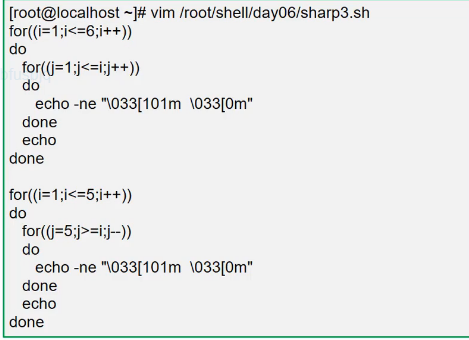 [root@localhost ~]# vim /root/shell/day06/sharp3.sh
for((i=1;i<=6;i++))
do
   for((j=1;j<=i;j++))
   do
      echo -ne "\033[101m  \033[0m"
   done
   echo
done

for((i=1;i<=5;i++))
do
   for((j=5;j>=i;j--))
   do
      echo -ne "\033[101m  \033[0m"
   done
   echo
done